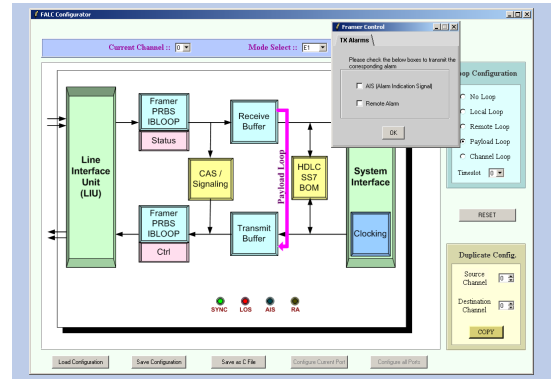 FALC Configurator
Current Channel :: 0
Mode Select :: E1
Framer Control
TX Alarms
Please check the below boxes to transmit the
corresponding alarm
AIS (Alarm Indication Signal)
Remote Alarm
OK
oop Configuration
No Loop
Local Loop
Remote Loop
Payload Loop
Channel Loop
Timeslot 0
RESET
Duplicate Config.
Source
Channel
0
Destination
Channel
0
COPY
Line
Interface
Unit
(LIU)
Framer
PRBS
IBLOOP
Status
Receive
Buffer
CAS /
Signaling
Payload Loop
HDLC
SS7
BOM
System
Interface
Framer
PRBS
IBLOOP
Ctrl
Transmit
Buffer
Clocking
SYNC
LOS
AIS
RA
Load Configuration
Save Configuration
Save as C File
Configure Current Port
Configure all Ports